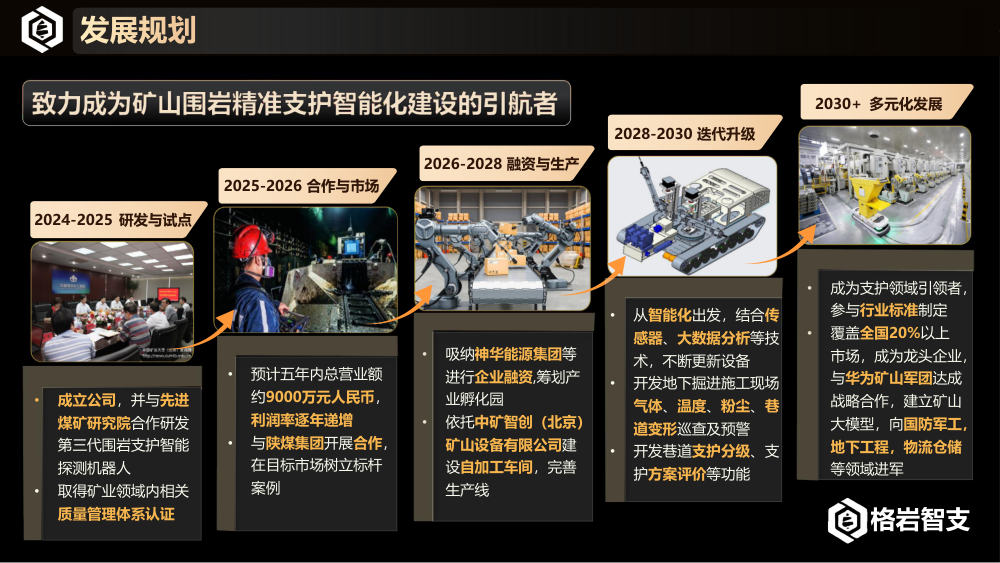 发展规划
致力成为矿山围岩精准支护智能化建设的引航者
2024-2025 研发与试点
成立公司，并与先进
煤矿研究院合作研发
第三代围岩支护智能
探测机器人
取得矿业领域内相关
质量管理体系认证
2025-2026 合作与市场
预计五年内总营业额
约9000万元人民币，
利润率逐年递增
与陕煤集团开展合作，
在目标市场树立标杆
案例
2026-2028 融资与生产
吸纳神华能源集团等
进行企业融资,筹划产
业孵化园
依托中矿智创（北京）
矿山设备有限公司建
设自加工车间，完善
生产线
2028-2030 迭代升级
从智能化出发，结合传
感器、大数据分析等技
术，不断更新设备
开发地下掘进施工现场
气体、温度、粉尘、巷
道变形巡查及预警
开发巷道支护分级、支
护方案评价等功能
2030+ 多元化发展
成为支护领域引领者，
参与行业标准制定
覆盖全国20%以上
市场，成为龙头企业，
与华为矿山军团达成
战略合作，建立矿山
大模型，向国防军工，
地下工程，物流仓储
等领域进军
格岩智支